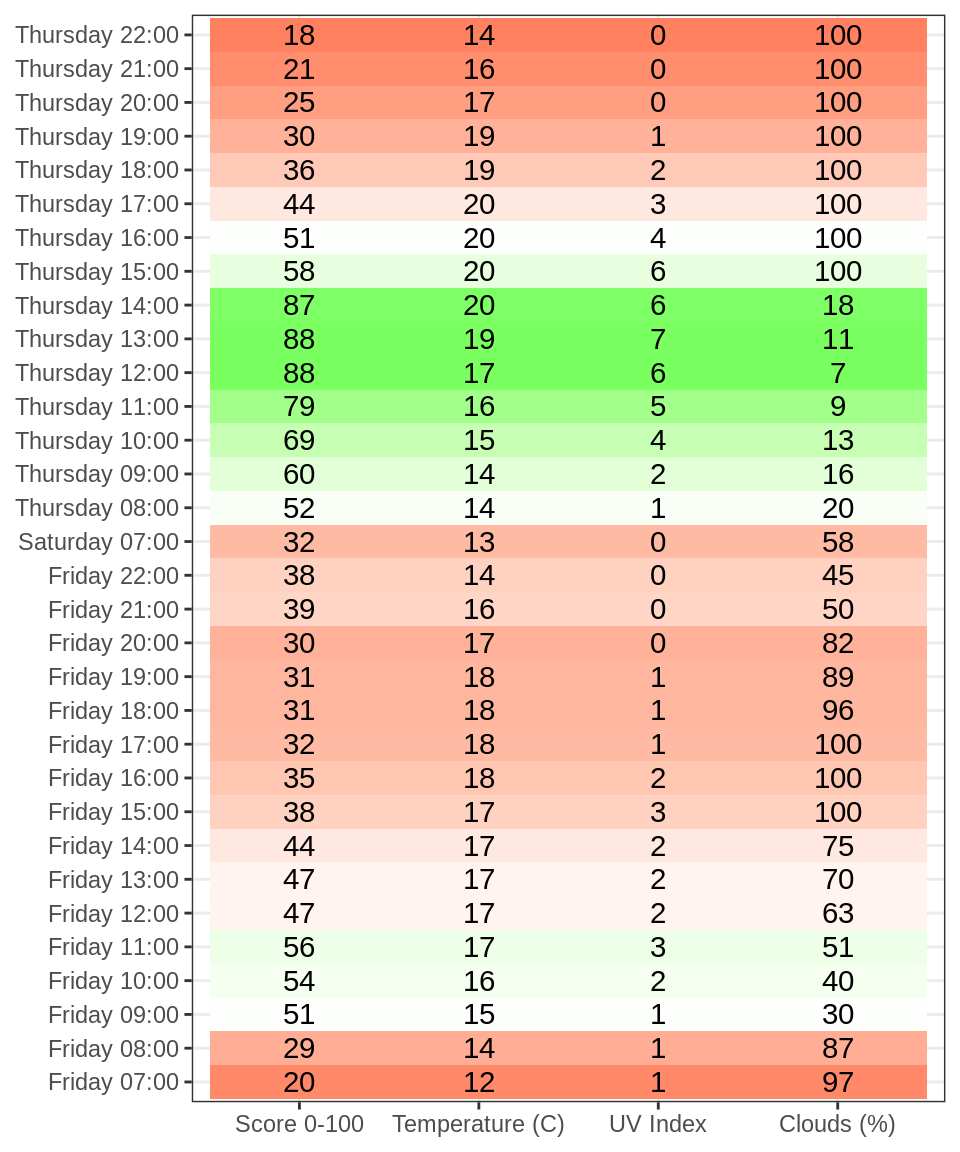 Thursday 22:00 18 14 0 100
Thursday 21:00 21 16 0 100
Thursday 20:00 25 17 0 100
Thursday 19:00 30 19 1 100
Thursday 18:00 36 19 2 100
Thursday 17:00 44 20 3 100
Thursday 16:00 51 20 4 100
Thursday 15:00 58 20 6 100
Thursday 14:00 87 20 6 18
Thursday 13:00 88 19 7 11
Thursday 12:00 88 17 6 7
Thursday 11:00 79 16 5 9
Thursday 10:00 69 15 4 13
Thursday 09:00 60 14 2 16
Thursday 08:00 52 14 1 20
Saturday 07:00 32 13 0 58
Friday 22:00 38 14 0 45
Friday 21:00 39 16 0 50
Friday 20:00 30 17 0 82
Friday 19:00 31 18 1 89
Friday 18:00 31 18 1 96
Friday 17:00 32 18 1 100
Friday 16:00 35 18 2 100
Friday 15:00 38 17 3 100
Friday 14:00 44 17 2 75
Friday 13:00 47 17 2 70
Friday 12:00 47 17 2 63
Friday 11:00 56 17 3 51
Friday 10:00 54 16 2 40
Friday 09:00 51 15 1 30
Friday 08:00 29 14 1 87
Friday 07:00 20 12 1 97
Score 0-100 Temperature (C) UV Index Clouds (%)